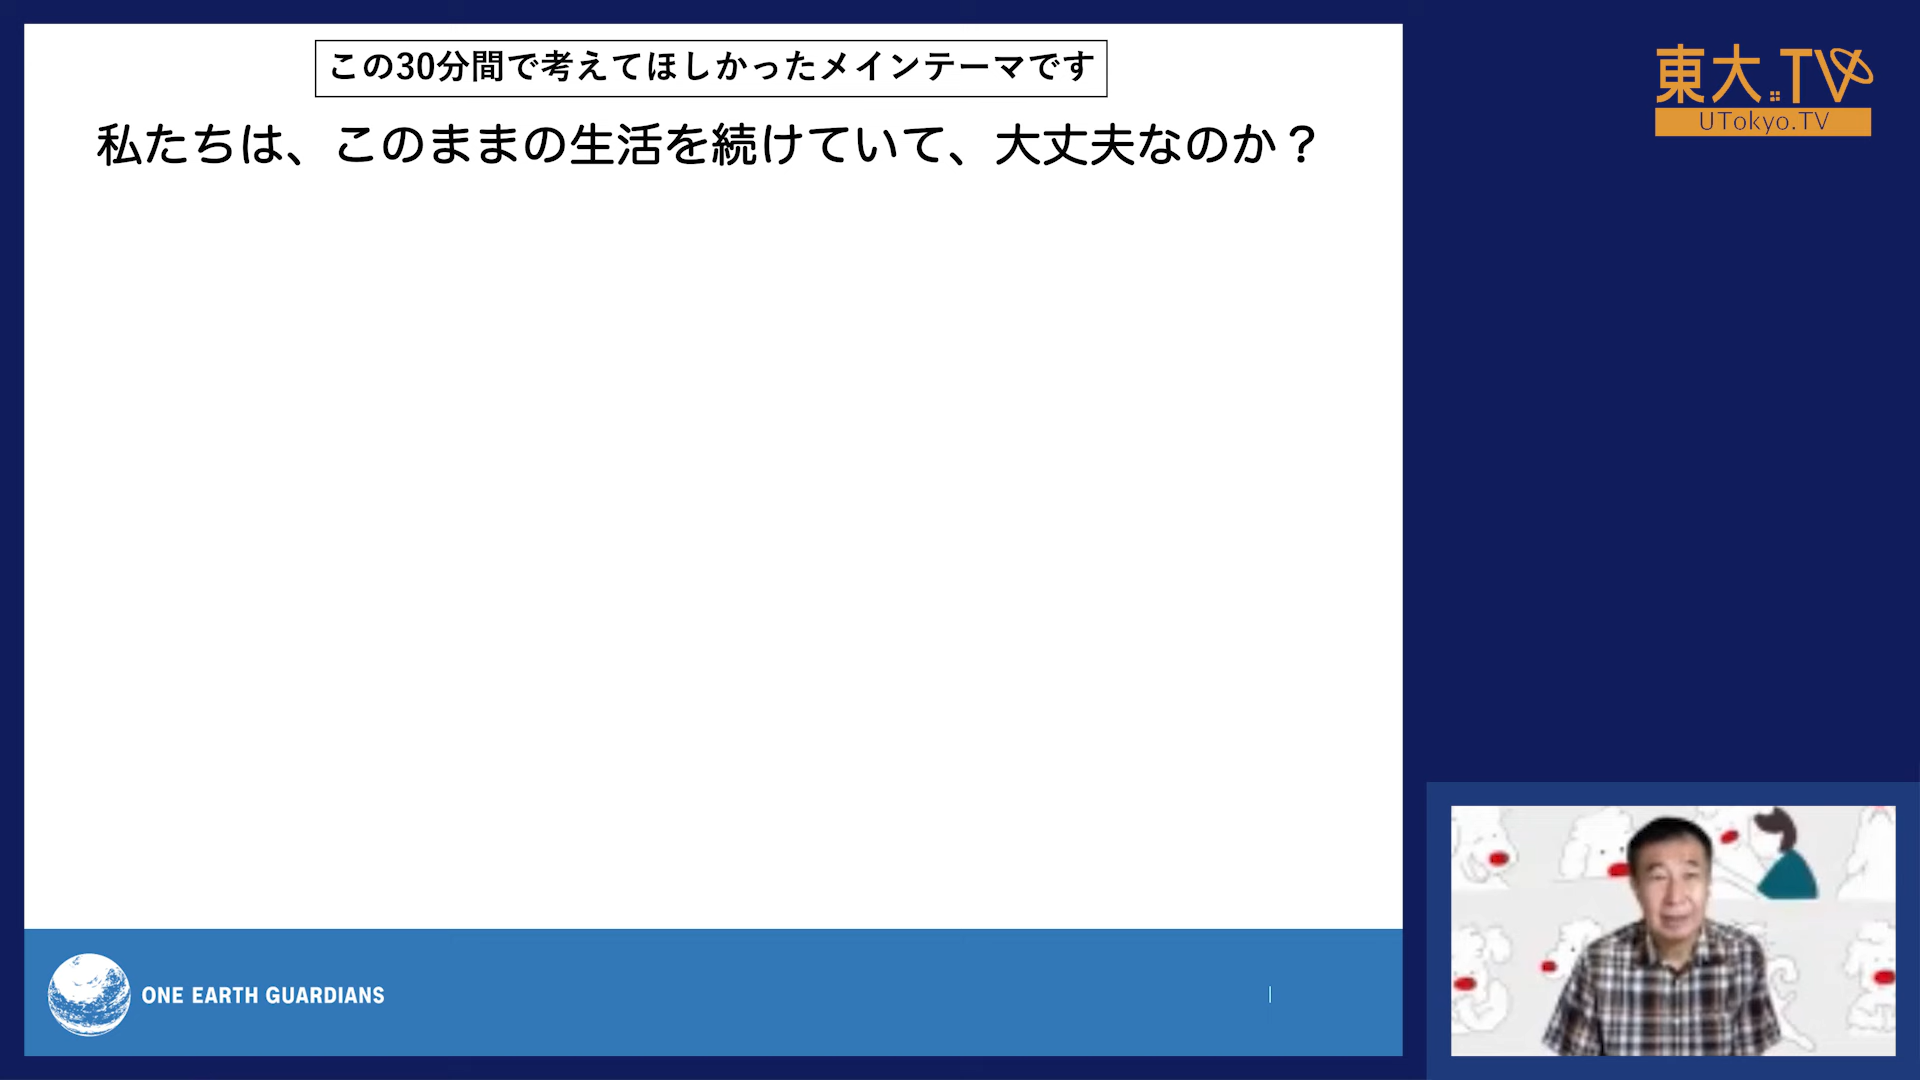 この30分間で考えてほしかったメインテーマです
私たちは、このままの生活を続けていて、大丈夫なのか？
東大TV
UTokyo.TV
ONE EARTH GUARDIANS